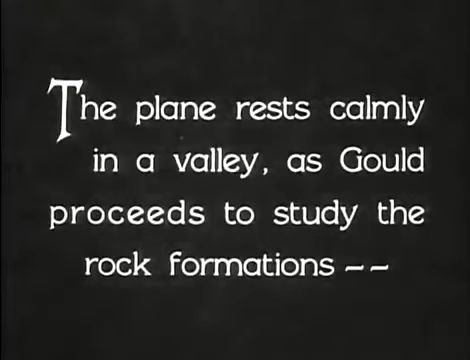 The plane rests calmly
in a valley, as Gould
proceeds to study the
rock formations --